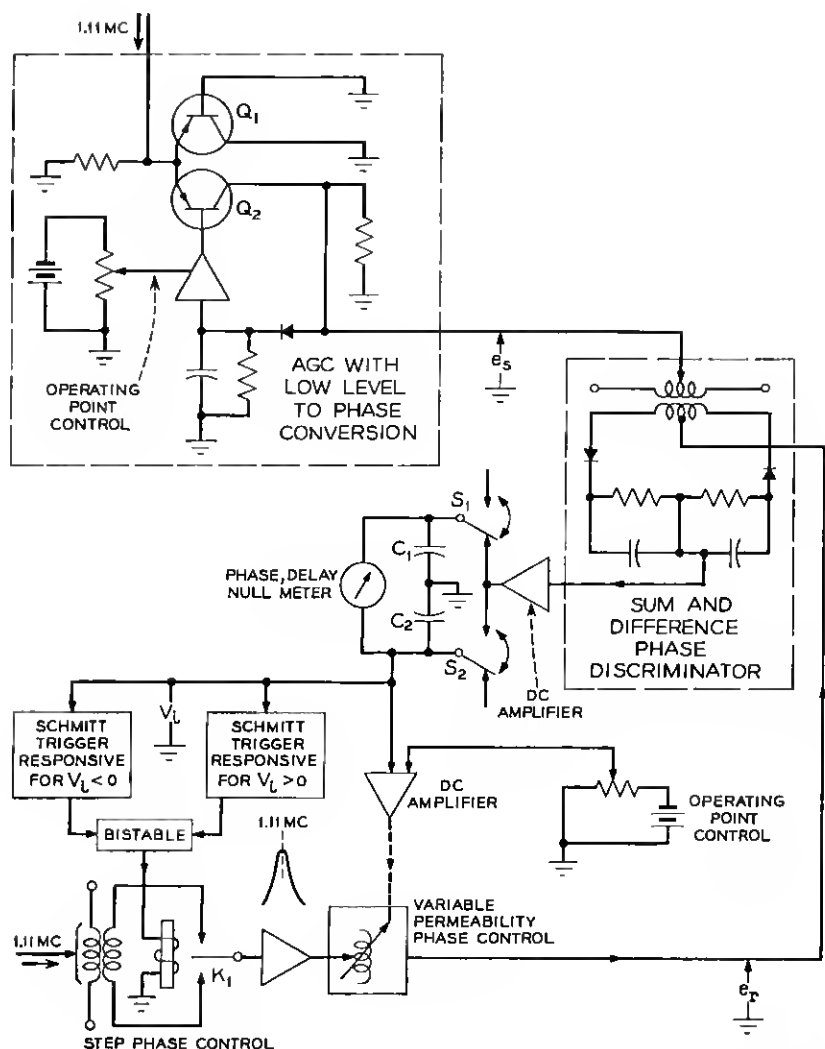 1.11 MC
Q1
Q2
OPERATING
POINT
CONTROL
AGC WITH
LOW LEVEL
TO PHASE
CONVERSION
es
S1
C1
PHASE, DELAY
NULL METER
C2
S2
DC
AMPLIFIER
SUM AND
DIFFERENCE
PHASE
DISCRIMINATOR
VL
SCHMITT
TRIGGER
RESPONSIVE
FOR VL < 0
SCHMITT
TRIGGER
RESPONSIVE
FOR VL > 0
DC
AMPLIFIER
OPERATING
POINT
CONTROL
BISTABLE
1.11 MC
VARIABLE
PERMEABILITY
PHASE CONTROL
1.11 MC
K1
er
STEP PHASE CONTROL